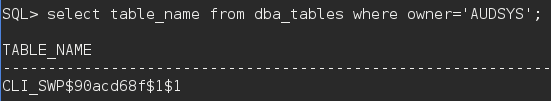 SQL> select table_name from dba_tables where owner='AUDSYS';
TABLE_NAME
--------------------------------------------------------------------------------
CLI_SWP$90acd68f$1$1